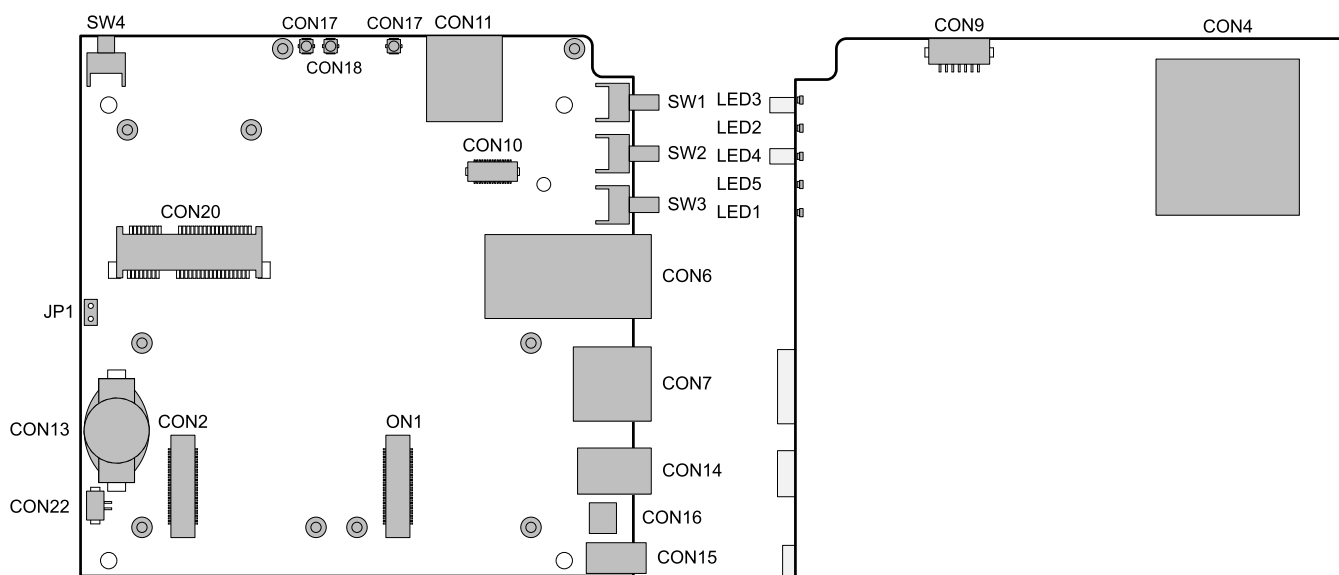 SW4
CON17
CON17
CON11
CON18
CON9
CON4
SW1
LED3
LED2
CON10
SW2
LED4
LED5
SW3
LED1
CON20
CON6
JP1
CON7
CON13
CON2
ON1
CON14
CON22
CON16
CON15